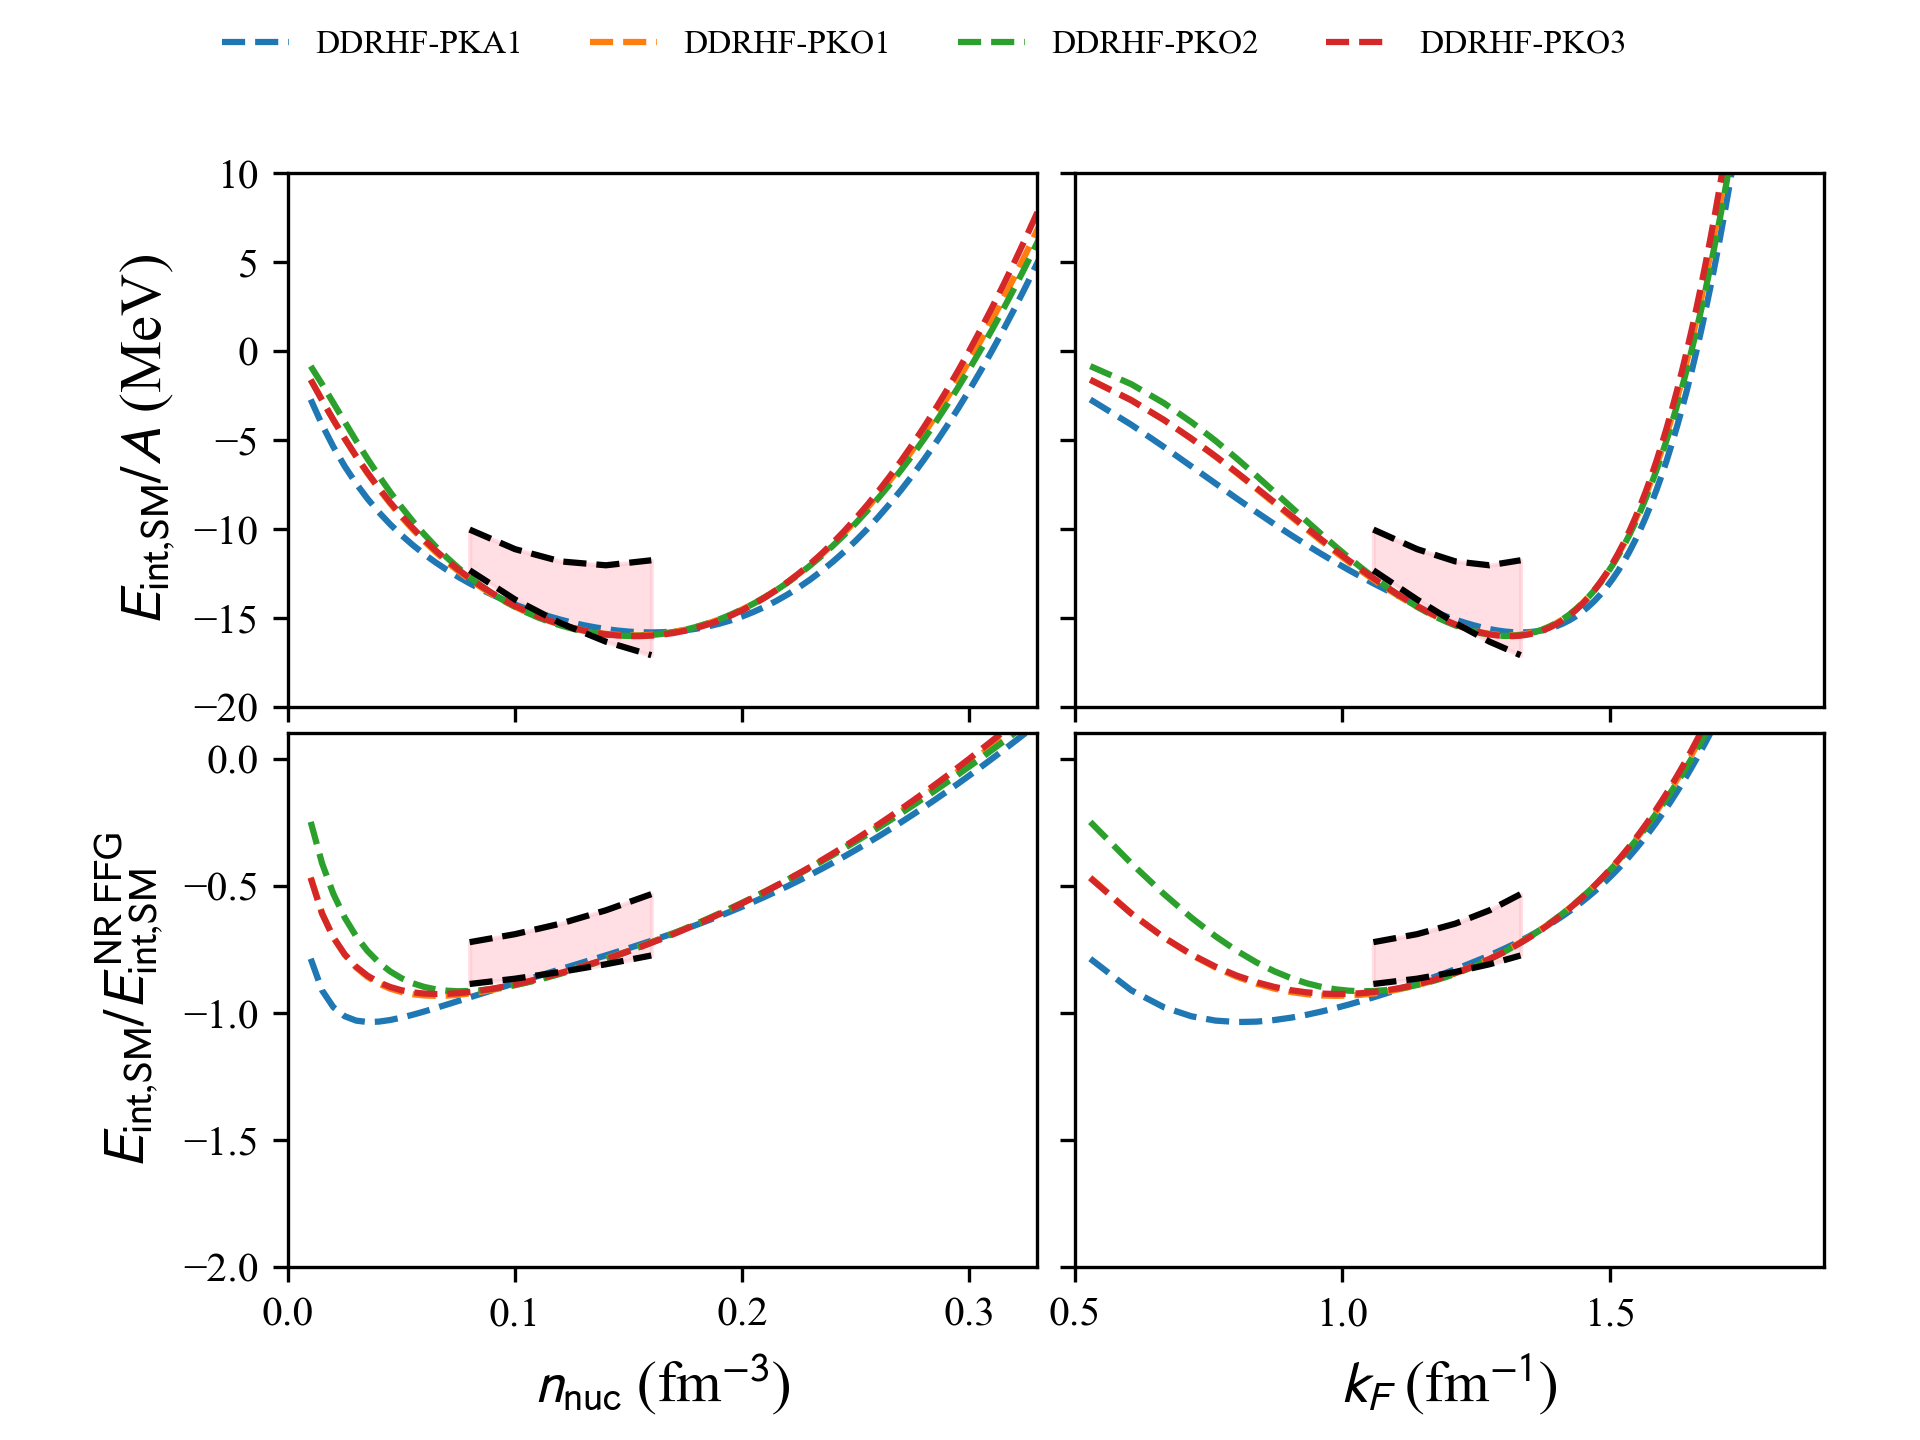 DDRHF-PKA1 DDRHF-PKO1 DDRHF-PKO2 DDRHF-PKO3
10
5
0
−5
−10
−15
−20
E_int,SM/A (MeV)
0.0
−0.5
−1.0
−1.5
−2.0
E_int,SM/E^NR FFG_int,SM
0.0 0.1 0.2 0.3
0.5 1.0 1.5
n_nuc (fm⁻³)
k_F (fm⁻¹)